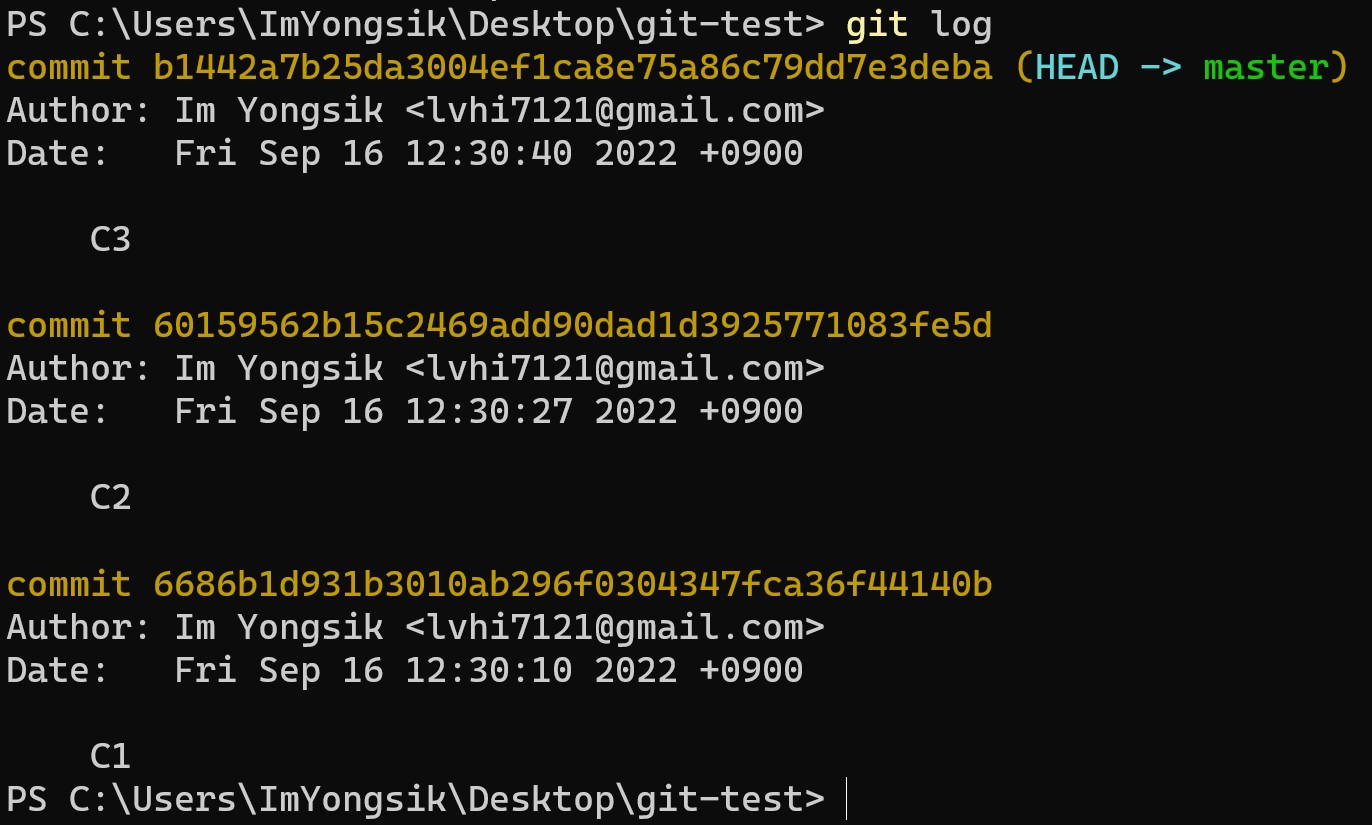 PS C:\Users\ImYongsik\Desktop\git-test> git log
commit b1442a7b25da3004ef1ca8e75a86c79dd7e3deba (HEAD -> master)
Author: Im Yongsik <lvhi7121@gmail.com>
Date:   Fri Sep 16 12:30:40 2022 +0900

    C3

commit 60159562b15c2469add90dad1d3925771083fe5d
Author: Im Yongsik <lvhi7121@gmail.com>
Date:   Fri Sep 16 12:30:27 2022 +0900

    C2

commit 6686b1d931b3010ab296f0304347fca36f44140b
Author: Im Yongsik <lvhi7121@gmail.com>
Date:   Fri Sep 16 12:30:10 2022 +0900

    C1
PS C:\Users\ImYongsik\Desktop\git-test>